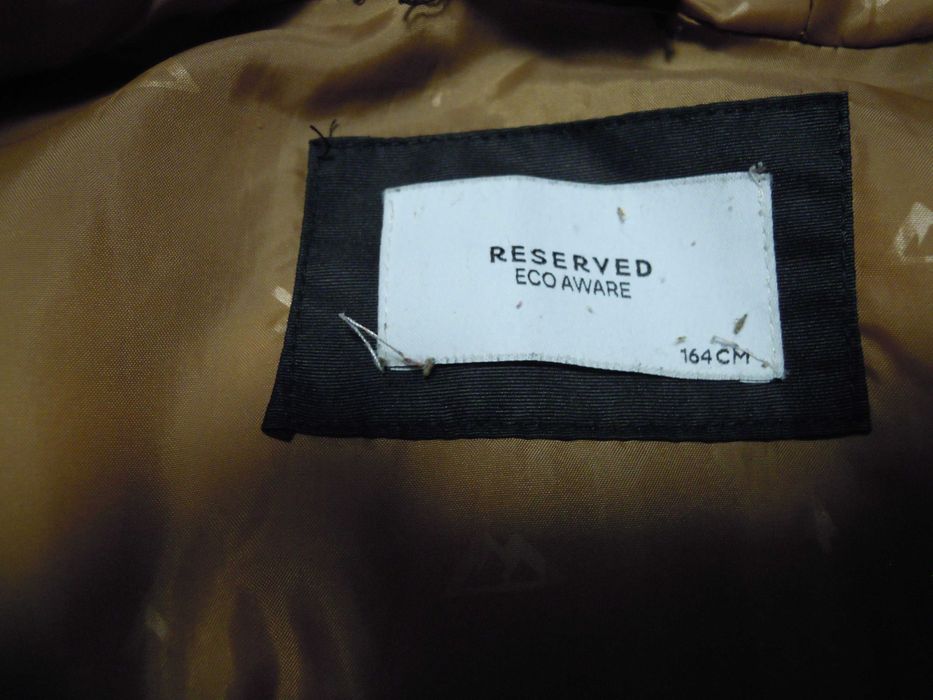 RESERVED
ECO AWARE
164 CM